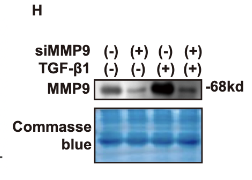 H
siMMP9 (-) (+) (-) (+)
TGF-β1 (-) (-) (+) (+)
MMP9 -68kd
Commasse
blue